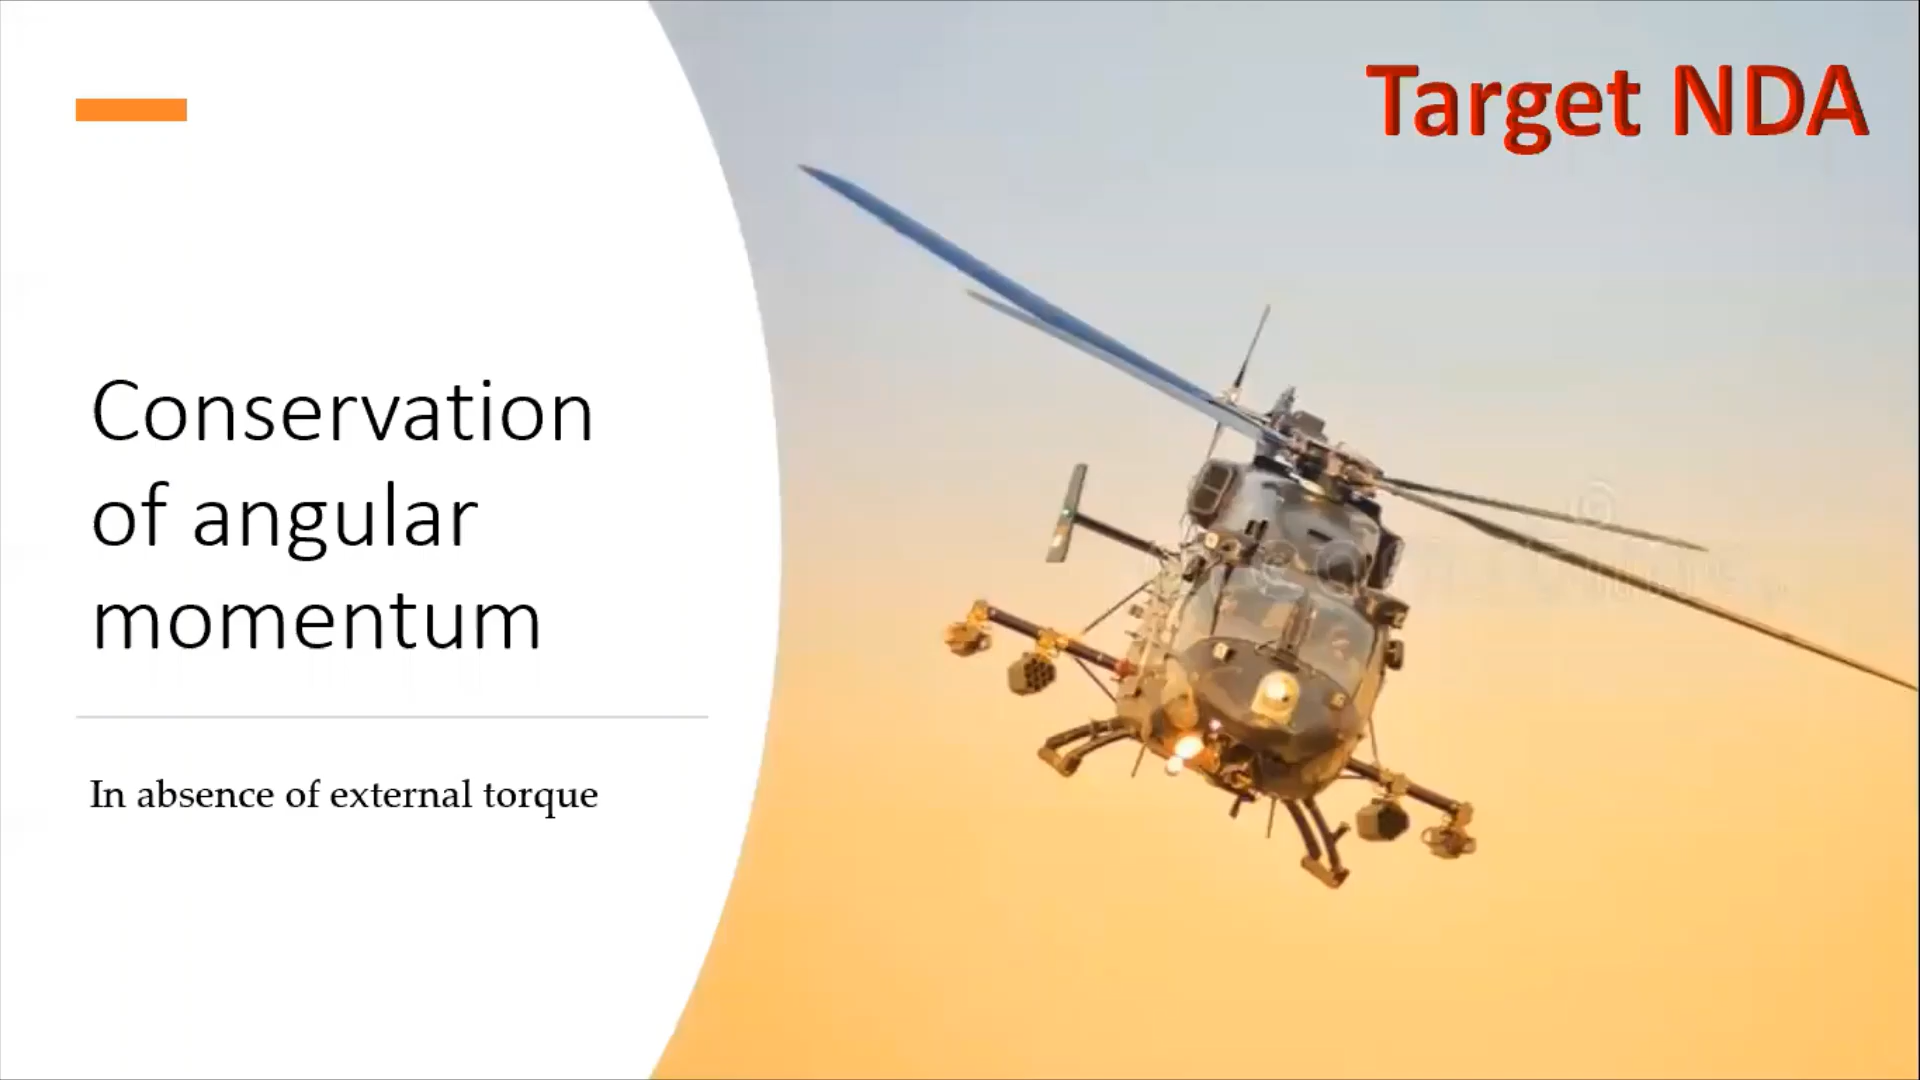 Target NDA
Conservation
of angular
momentum
In absence of external torque